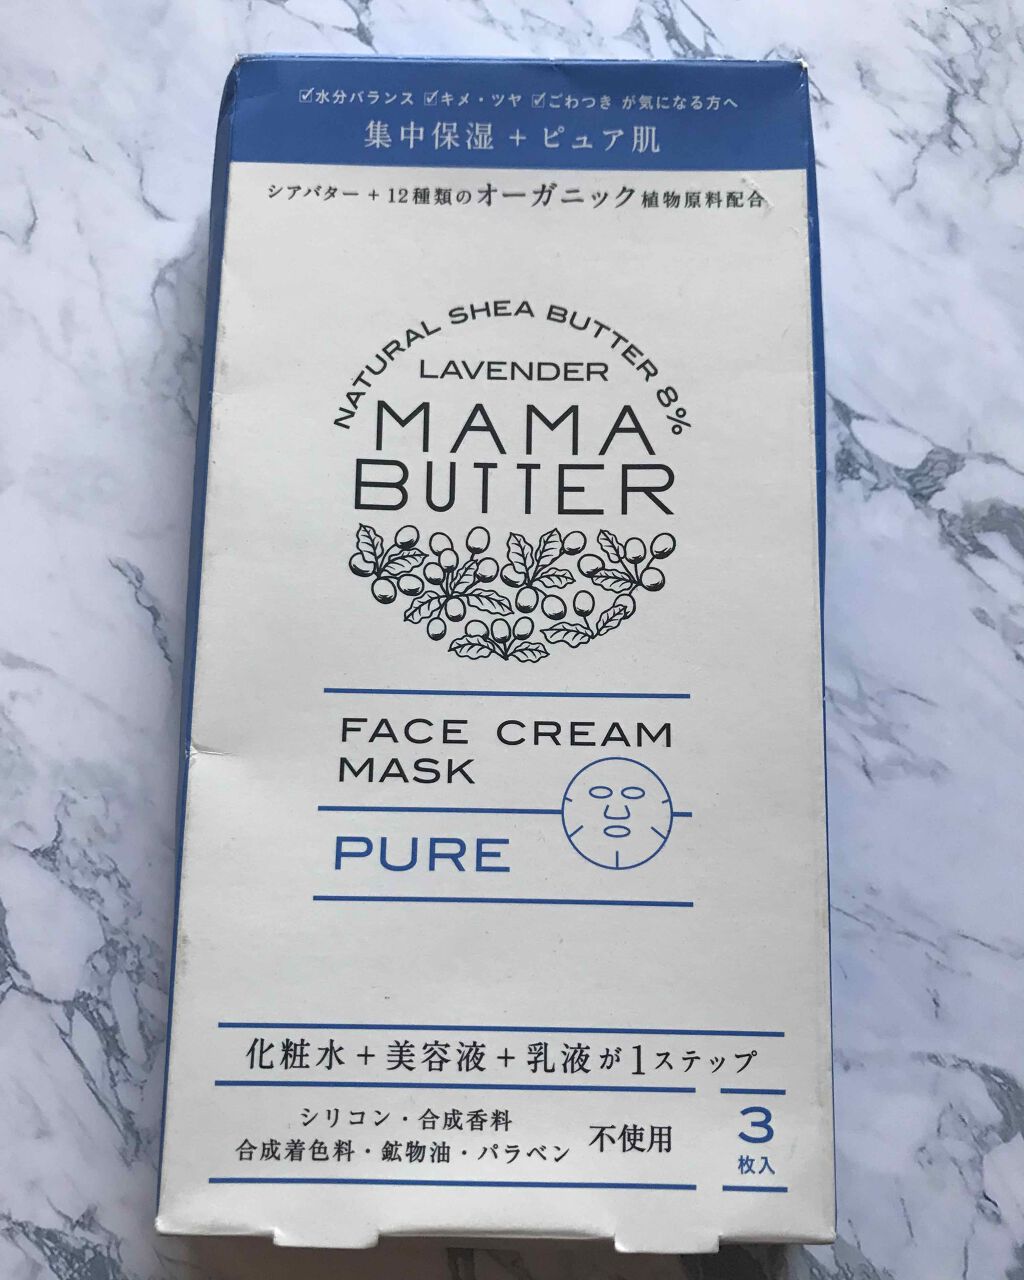 ☑水分バランス ☑キメ・ツヤ ☑ごわつき が気になる方へ
集中保湿 + ピュア肌
シアバター + 12種類のオーガニック植物原料配合
NATURAL SHEA BUTTER 8%
LAVENDER
MAMA
BUTTER
FACE CREAM
MASK
PURE
化粧水+美容液+乳液が1ステップ
シリコン・合成香料
合成着色料・鉱物油・パラベン
不使用
3
枚入